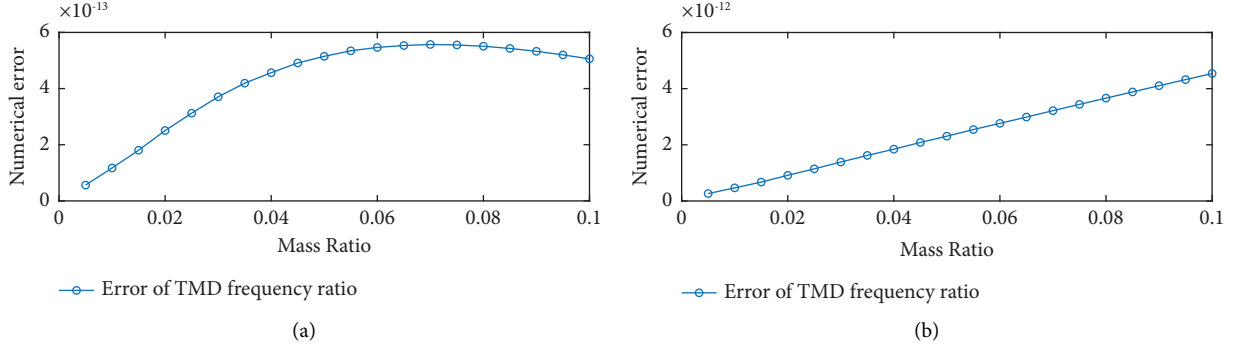 ×10⁻¹³
6
4
2
0
Numerical error
0 0.02 0.04 0.06 0.08 0.1
Mass Ratio
Error of TMD frequency ratio
(a)
×10⁻¹²
6
4
2
0
Numerical error
0 0.02 0.04 0.06 0.08 0.1
Mass Ratio
Error of TMD frequency ratio
(b)